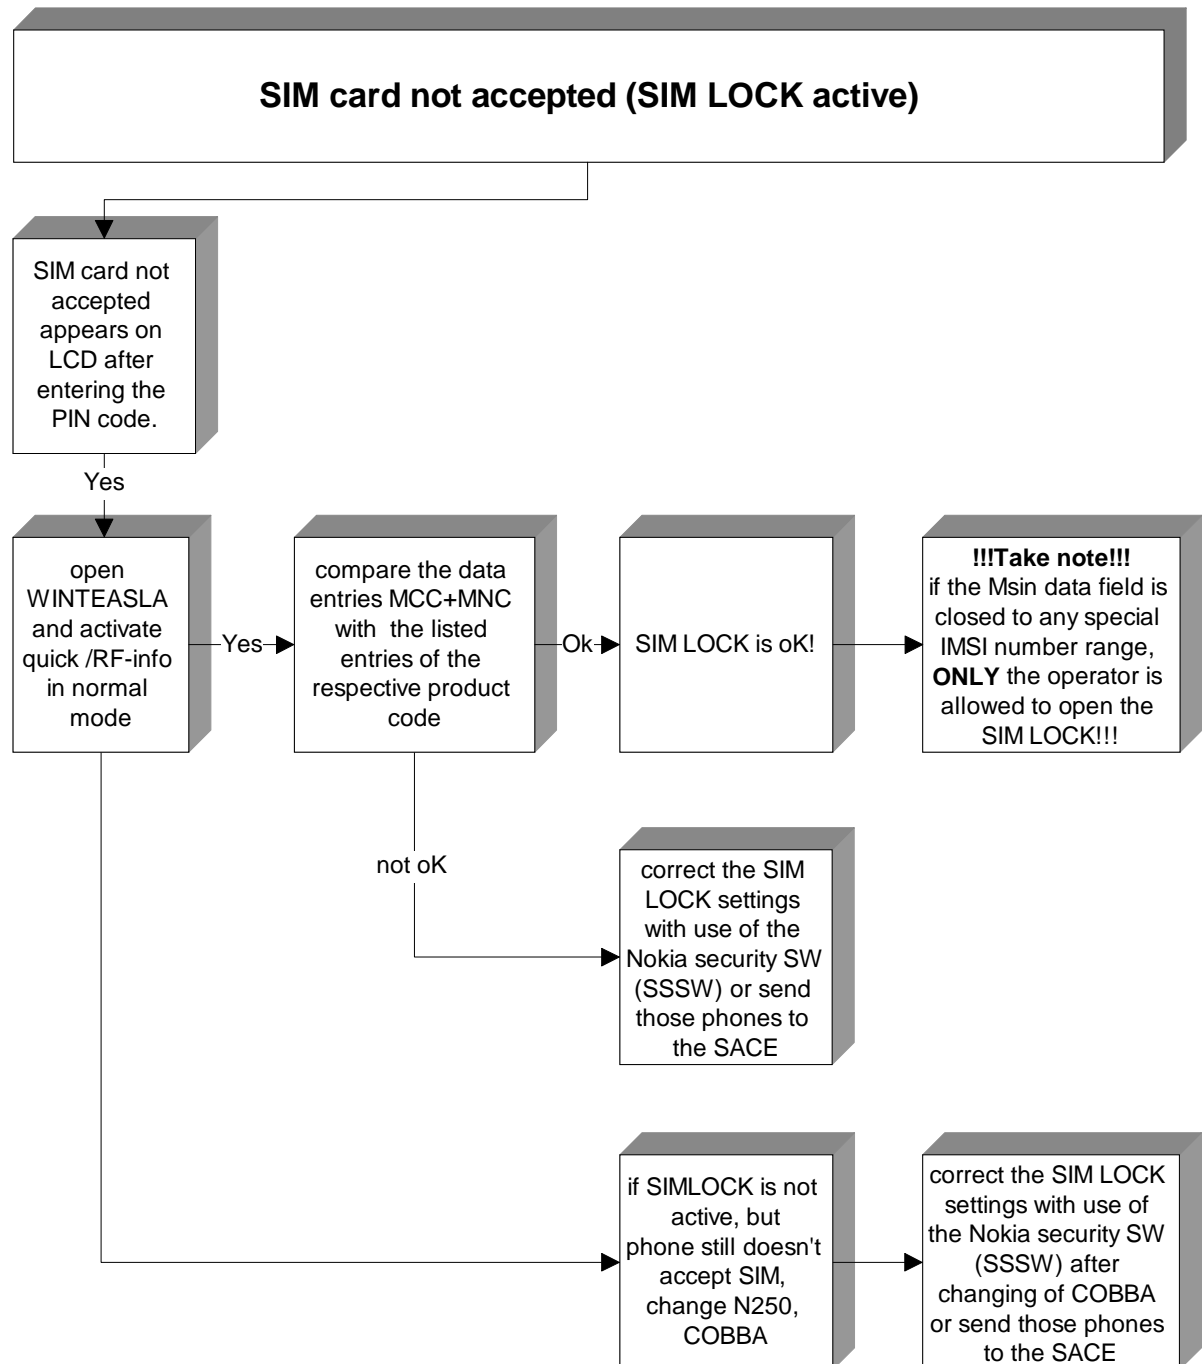 SIM card not accepted (SIM LOCK active)
SIM card not
accepted
appears on
LCD after
entering the
PIN code.
Yes
open
WINTEASLA
and activate
quick /RF-info
in normal
mode
Yes
compare the data
entries MCC+MNC
with the listed
entries of the
respective product
code
Ok
SIM LOCK is oK!
!!!Take note!!!
if the Msin data field is
closed to any special
IMSI number range,
ONLY the operator is
allowed to open the
SIM LOCK!!!
not oK
correct the SIM
LOCK settings
with use of the
Nokia security SW
(SSSW) or send
those phones to
the SACE
if SIMLOCK is not
active, but
phone still doesn't
accept SIM,
change N250,
COBBA
correct the SIM LOCK
settings with use of
the Nokia security SW
(SSSW) after
changing of COBBA
or send those phones
to the SACE